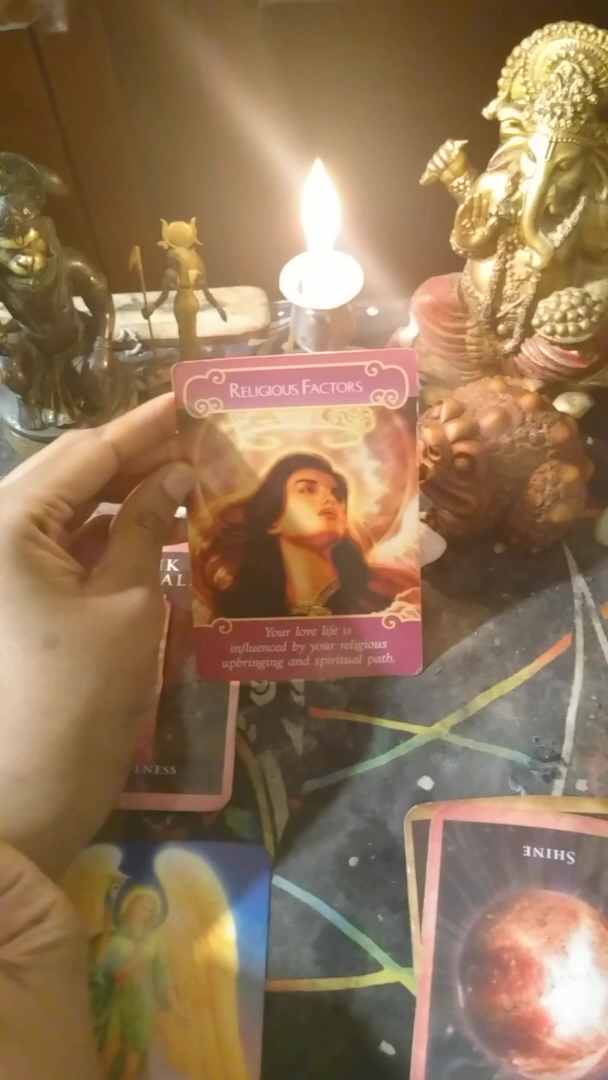 RELIGIOUS FACTORS
Your love life is
influenced by your religious
upbringing and spiritual path.
SHINE